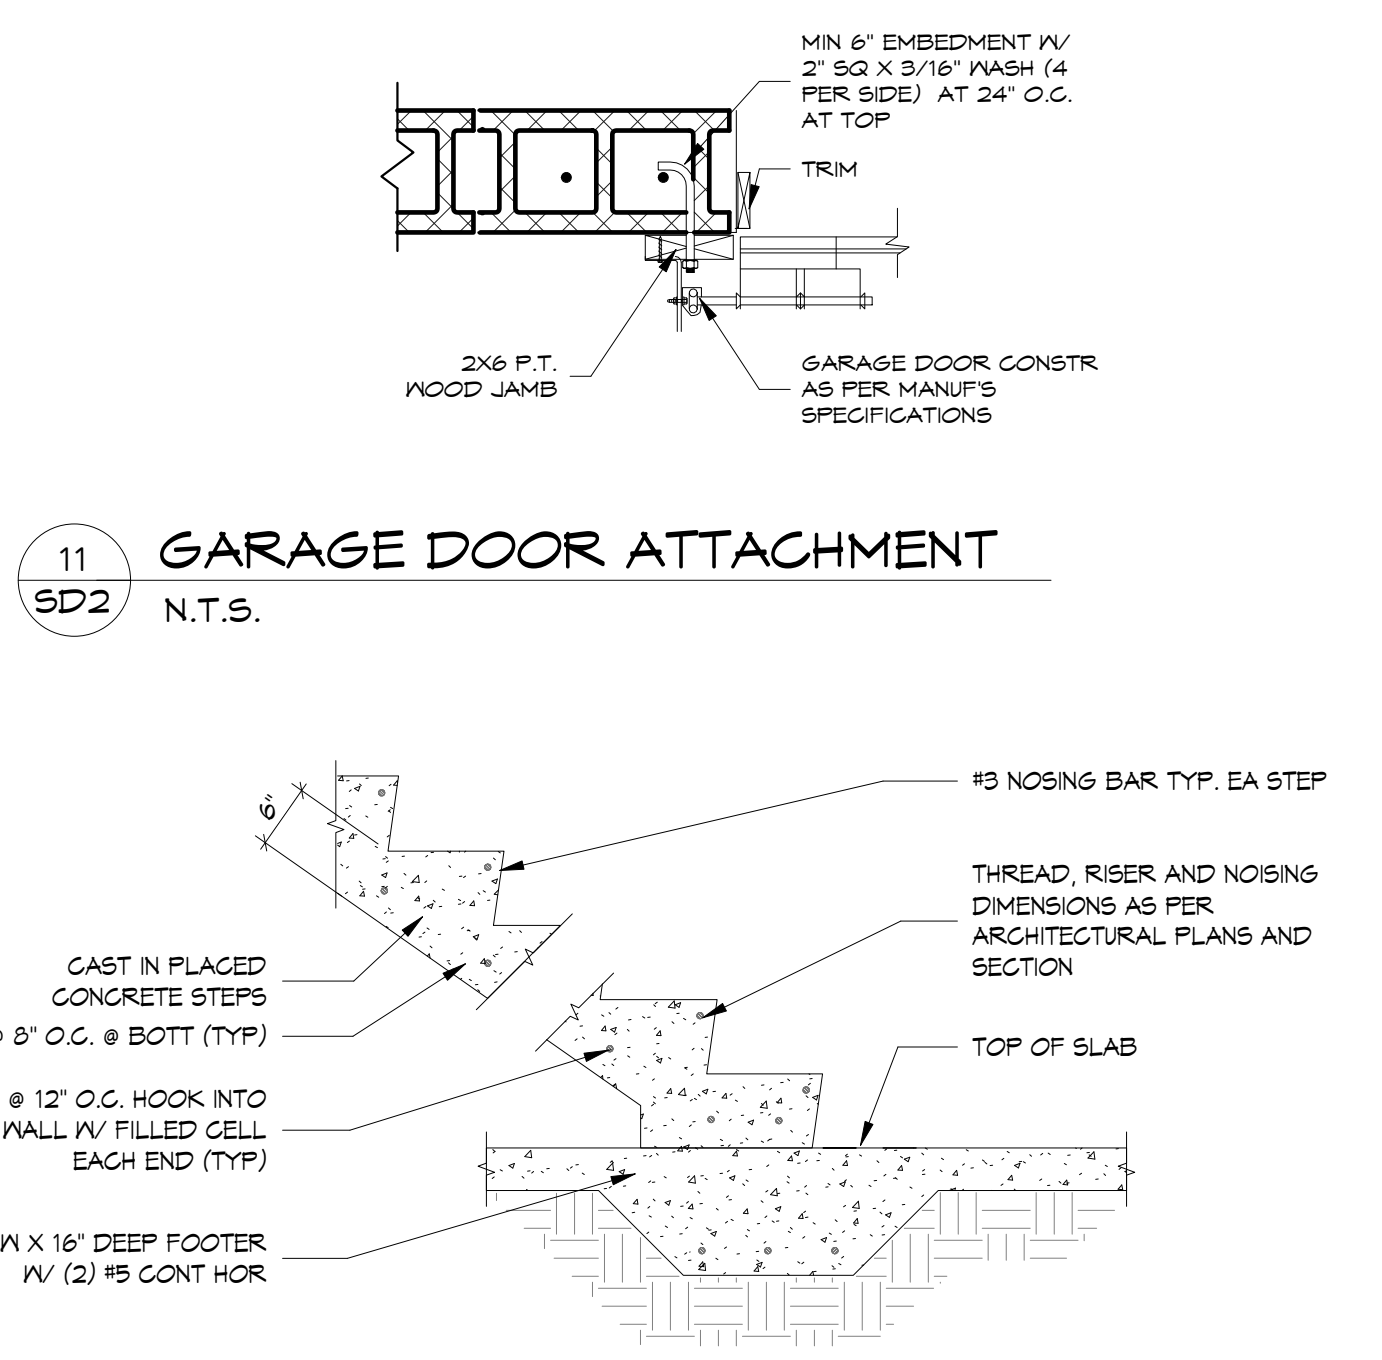 MIN 6" EMBEDMENT W/
2" SQ X 3/16" WASH (4
PER SIDE) AT 24" O.C.
AT TOP
TRIM
2X6 P.T.
WOOD JAMB
GARAGE DOOR CONSTR
AS PER MANUF'S
SPECIFICATIONS
11
SD2
GARAGE DOOR ATTACHMENT
N.T.S.
6"
#3 NOSING BAR TYP. EA STEP
THREAD, RISER AND NOISING
DIMENSIONS AS PER
ARCHITECTURAL PLANS AND
SECTION
CAST IN PLACED
CONCRETE STEPS
8" O.C. @ BOTT (TYP)
TOP OF SLAB
@ 12" O.C. HOOK INTO
WALL W/ FILLED CELL
EACH END (TYP)
W X 16" DEEP FOOTER
W/ (2) #5 CONT HOR